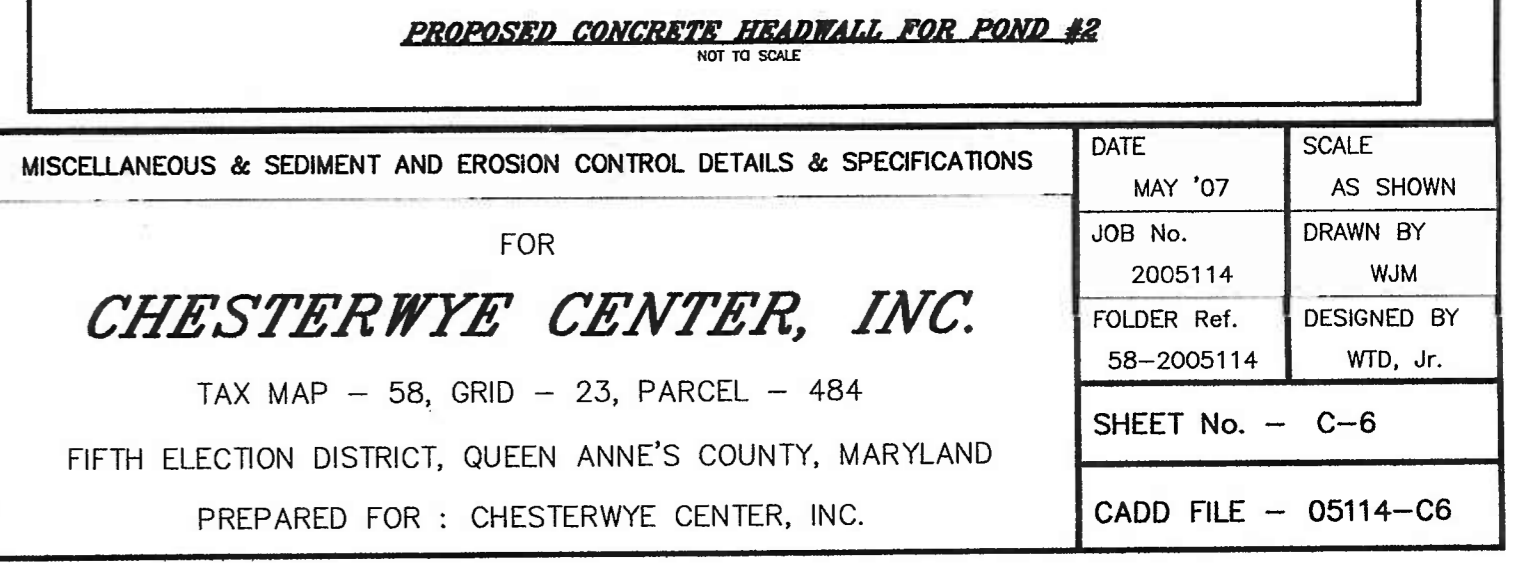 PROPOSED CONCRETE HEADWALL FOR POND #2
NOT TO SCALE
MISCELLANEOUS & SEDIMENT AND EROSION CONTROL DETAILS & SPECIFICATIONS
FOR
CHESTERWYE CENTER, INC.
TAX MAP – 58, GRID – 23, PARCEL – 484
FIFTH ELECTION DISTRICT, QUEEN ANNE'S COUNTY, MARYLAND
PREPARED FOR : CHESTERWYE CENTER, INC.
DATE
MAY '07
SCALE
AS SHOWN
JOB No.
2005114
DRAWN BY
WJM
FOLDER Ref.
58–2005114
DESIGNED BY
WTD, Jr.
SHEET No. – C–6
CADD FILE – 05114–C6